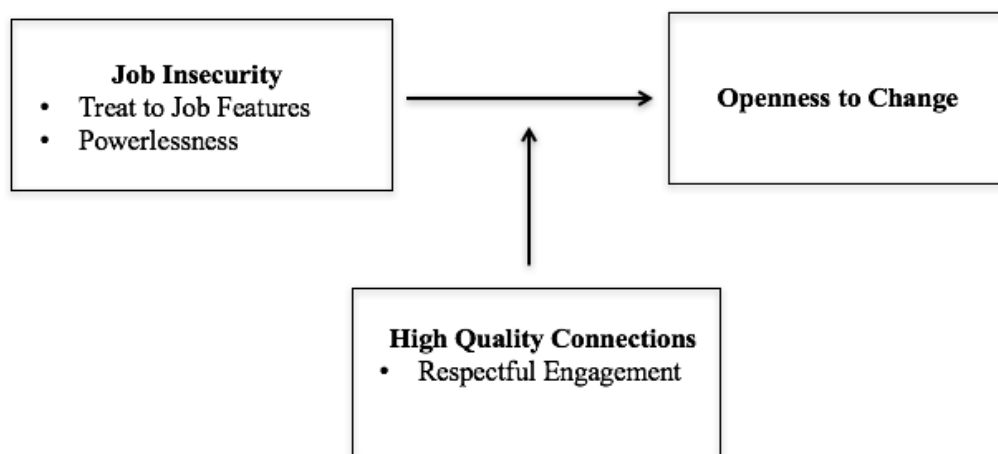 Job Insecurity
• Treat to Job Features
• Powerlessness
Openness to Change
High Quality Connections
• Respectful Engagement